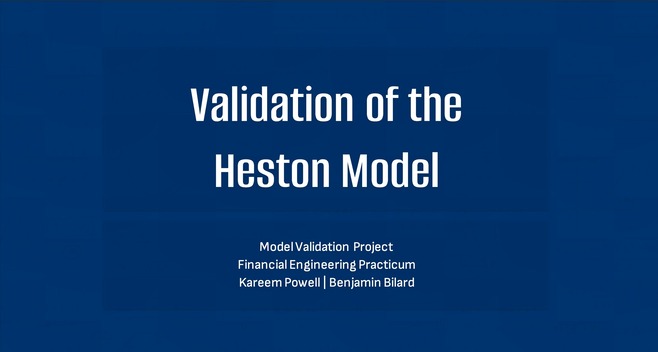 Validation of the
Heston Model
Model Validation Project
Financial Engineering Practicum
Kareem Powell | Benjamin Bilard